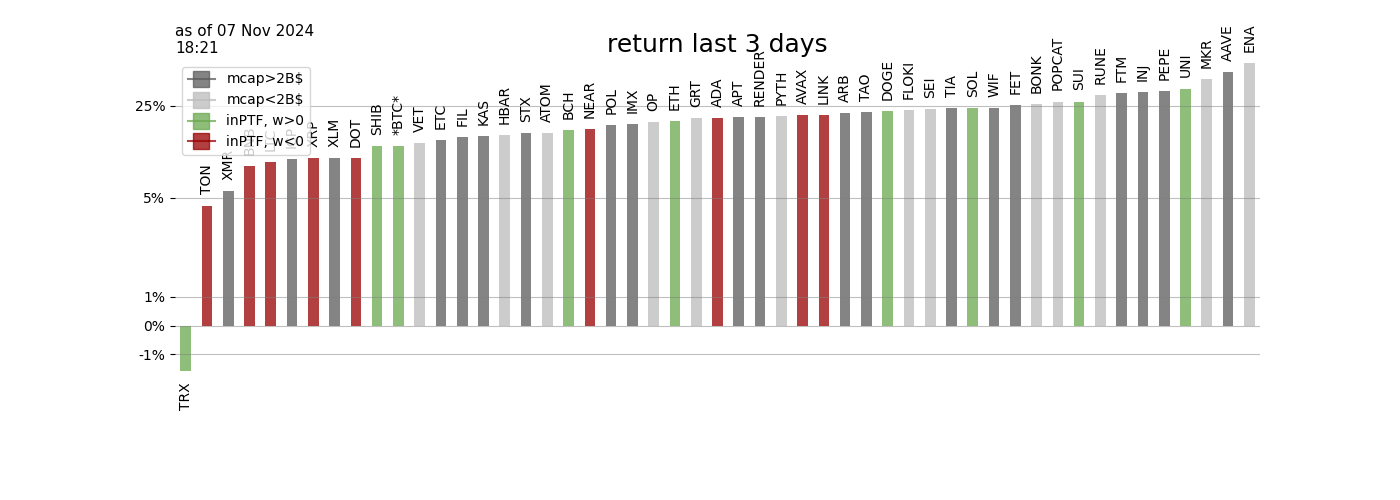 as of 07 Nov 2024
18:21
return last 3 days
mcap>2B$
mcap<2B$
inPTF, w>0
inPTF, w<0
25%
5%
1%
0%
-1%
TRX
TON
XMR
XRP
XLM
DOT
SHIB
*BTC*
VET
ETC
FIL
KAS
HBAR
STX
ATOM
BCH
NEAR
POL
IMX
OP
ETH
GRT
ADA
APT
RENDER
PYTH
AVAX
LINK
ARB
TAO
DOGE
FLOKI
SEI
TIA
SOL
WIF
FET
BONK
POPCAT
SUI
RUNE
FTM
INJ
PEPE
UNI
MKR
AAVE
ENA